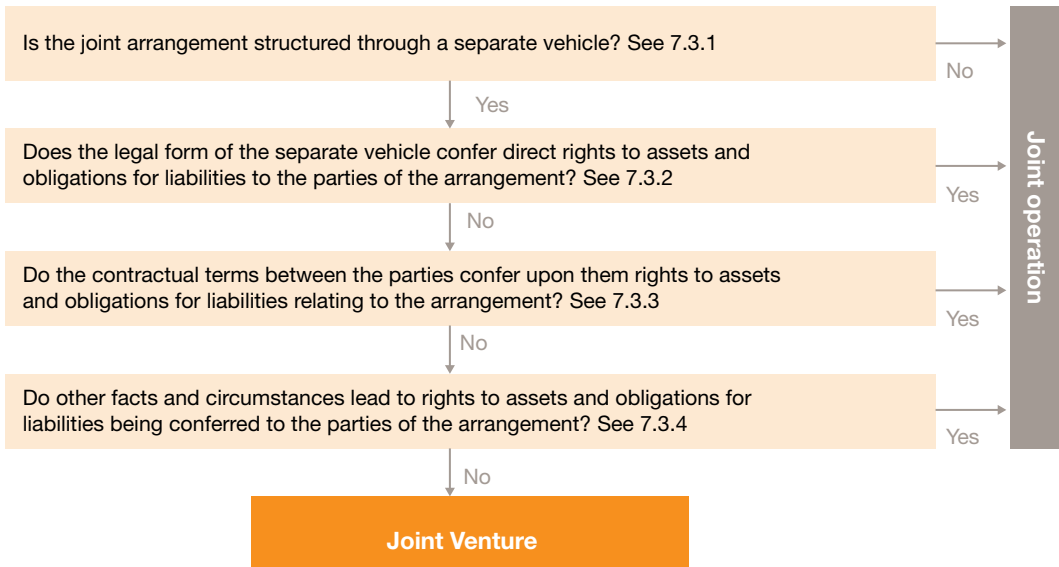 Is the joint arrangement structured through a separate vehicle? See 7.3.1
No
Yes
Does the legal form of the separate vehicle confer direct rights to assets and
obligations for liabilities to the parties of the arrangement? See 7.3.2
Yes
No
Do the contractual terms between the parties confer upon them rights to assets
and obligations for liabilities relating to the arrangement? See 7.3.3
Yes
No
Do other facts and circumstances lead to rights to assets and obligations for
liabilities being conferred to the parties of the arrangement? See 7.3.4
Yes
No
Joint Venture
Joint operation